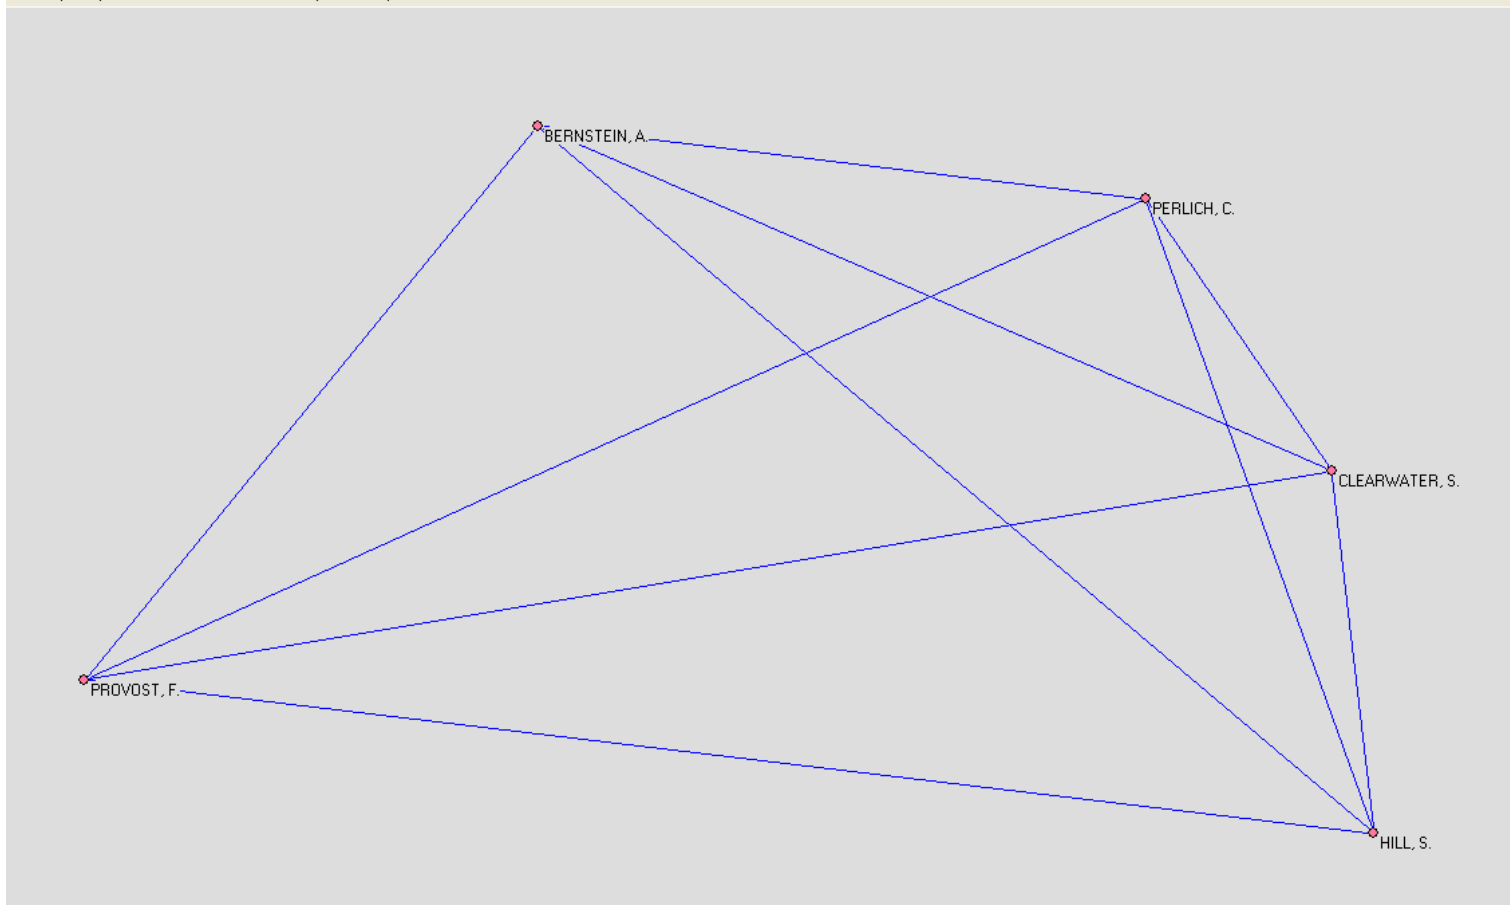 BERNSTEIN, A.
PERLICH, C.
CLEARWATER, S.
PROVOST, F.
HILL, S.